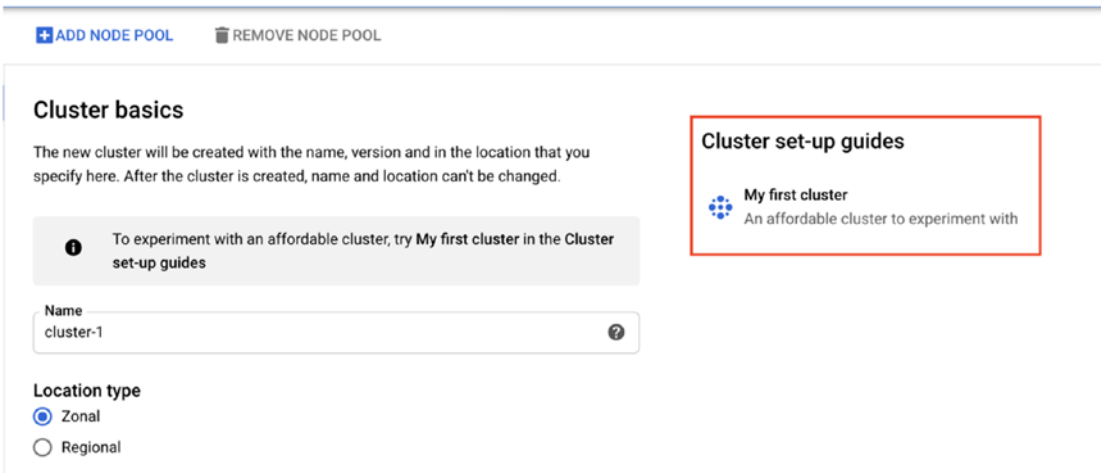 ADD NODE POOL
REMOVE NODE POOL
Cluster basics
The new cluster will be created with the name, version and in the location that you
specify here. After the cluster is created, name and location can't be changed.
To experiment with an affordable cluster, try My first cluster in the Cluster
set-up guides
Name
cluster-1
Location type
Zonal
Regional
Cluster set-up guides
My first cluster
An affordable cluster to experiment with